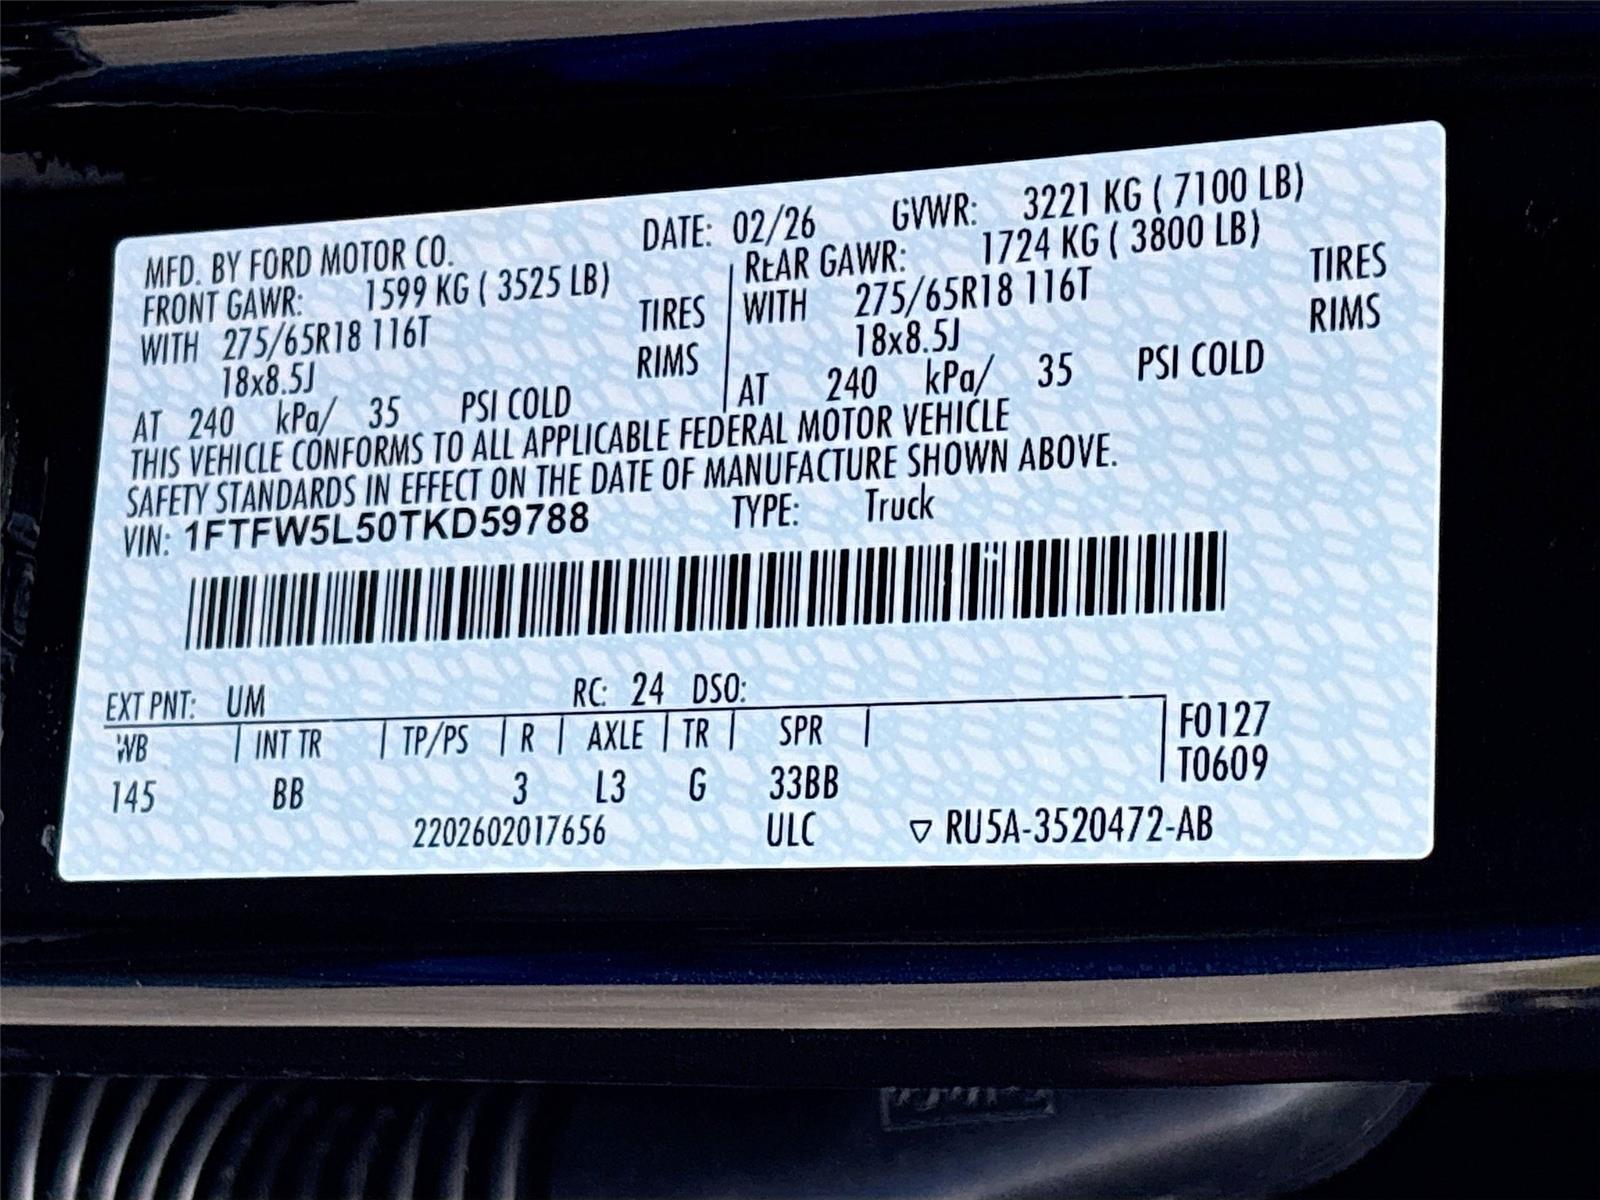 MFD. BY FORD MOTOR CO. DATE: 02/26 GVWR: 3221 KG ( 7100 LB)
FRONT GAWR: 1599 KG ( 3525 LB) REAR GAWR: 1724 KG ( 3800 LB)
WITH 275/65R18 116T TIRES WITH 275/65R18 116T TIRES
18x8.5J RIMS 18x8.5J RIMS
AT 240 kPa/ 35 PSI COLD AT 240 kPa/ 35 PSI COLD
THIS VEHICLE CONFORMS TO ALL APPLICABLE FEDERAL MOTOR VEHICLE
SAFETY STANDARDS IN EFFECT ON THE DATE OF MANUFACTURE SHOWN ABOVE.
VIN: 1FTFW5L50TKD59788 TYPE: Truck
EXT PNT: UM RC: 24 DSO:
WB INT TR TP/PS R AXLE TR SPR F0127
145 BB 3 L3 G 33BB T0609
2202602017656 ULC ▽ RU5A-3520472-AB